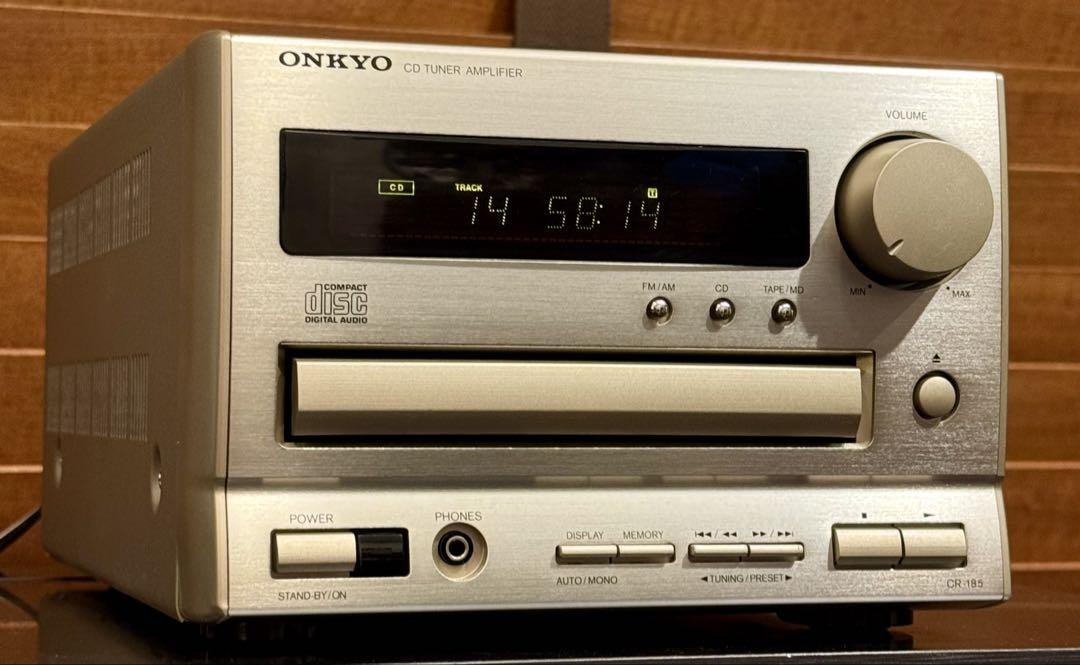 ONKYO CD TUNER AMPLIFIER
VOLUME
CD TRACK
14 58:14
MIN MAX
FM/AM CD TAPE/MD
COMPACT
disc
DIGITAL AUDIO
POWER
STAND-BY/ON
PHONES
DISPLAY MEMORY
AUTO/MONO
TUNING/PRESET
CR-185